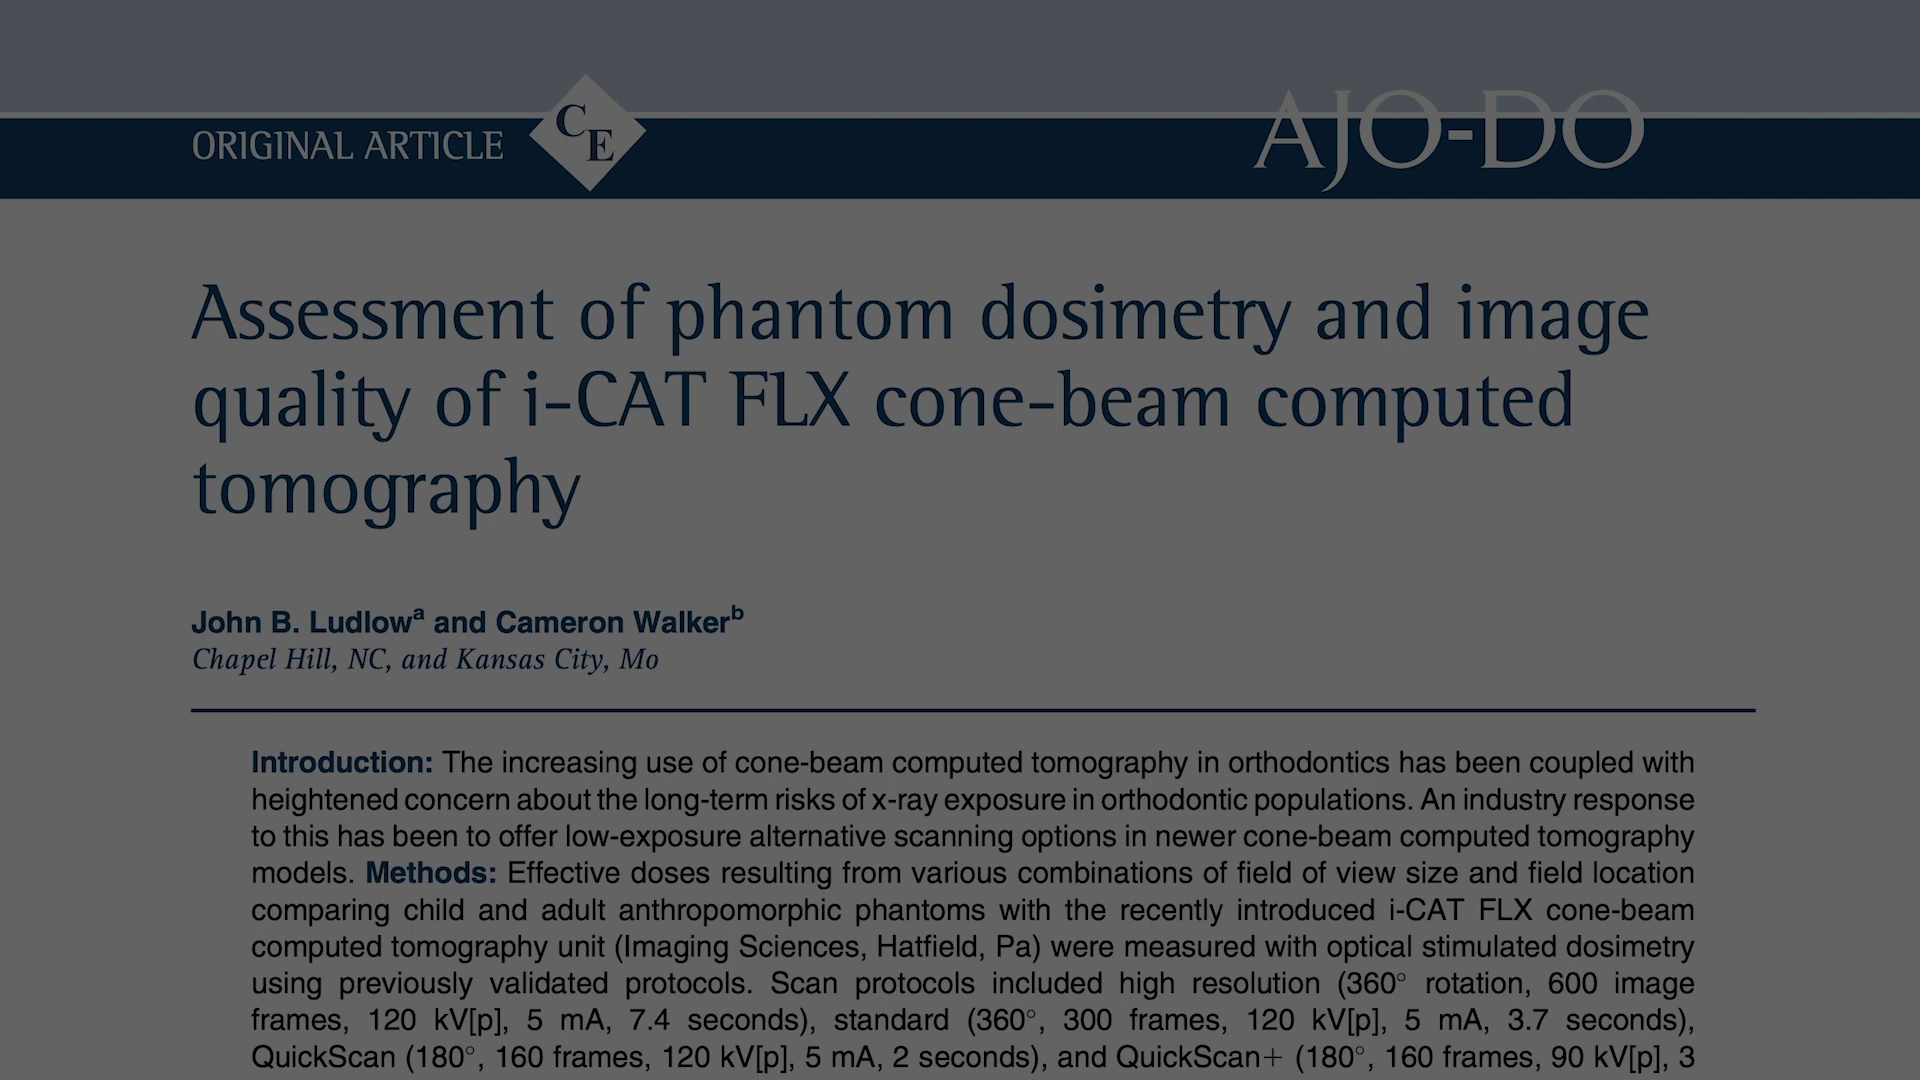 ORIGINAL ARTICLE
CE
AJO-DO
Assessment of phantom dosimetry and image
quality of i-CAT FLX cone-beam computed
tomography
John B. Ludlowᵃ and Cameron Walkerᵇ
Chapel Hill, NC, and Kansas City, Mo
Introduction: The increasing use of cone-beam computed tomography in orthodontics has been coupled with
heightened concern about the long-term risks of x-ray exposure in orthodontic populations. An industry response
to this has been to offer low-exposure alternative scanning options in newer cone-beam computed tomography
models. Methods: Effective doses resulting from various combinations of field of view size and field location
comparing child and adult anthropomorphic phantoms with the recently introduced i-CAT FLX cone-beam
computed tomography unit (Imaging Sciences, Hatfield, Pa) were measured with optical stimulated dosimetry
using previously validated protocols. Scan protocols included high resolution (360° rotation, 600 image
frames, 120 kV[p], 5 mA, 7.4 seconds), standard (360°, 300 frames, 120 kV[p], 5 mA, 3.7 seconds),
QuickScan (180°, 160 frames, 120 kV[p], 5 mA, 2 seconds), and QuickScan+ (180°, 160 frames, 90 kV[p], 3